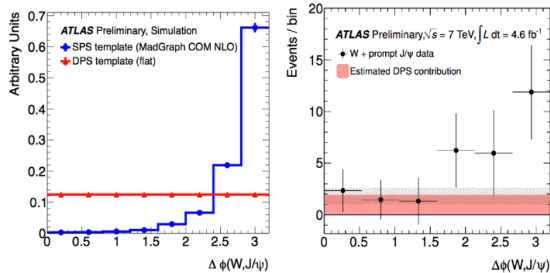 Arbitrary Units
ATLAS Preliminary, Simulation
SPS template (MadGraph COM NLO)
DPS template (flat)
0.7
0.6
0.5
0.4
0.3
0.2
0.1
0
0 0.5 1 1.5 2 2.5 3
Δ ϕ(W,J/ψ)
Events / bin
ATLAS Preliminary, √s = 7 TeV, ∫L dt = 4.6 fb⁻¹
W + prompt J/ψ data
Estimated DPS contribution
20
15
10
5
0
0 0.5 1 1.5 2 2.5 3
Δ ϕ(W,J/ψ)